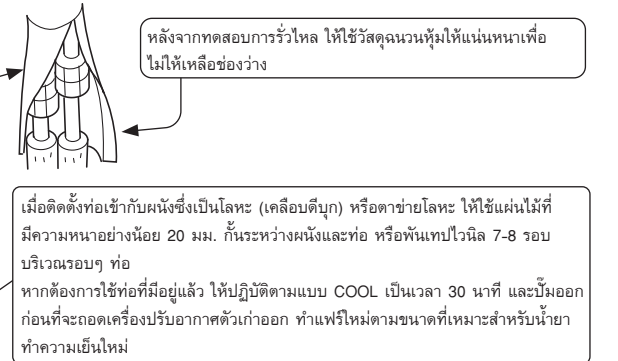 หลังจากทดสอบการรั่วไหล ให้ใช้วัสดุฉนวนหุ้มให้แน่นหนาเพื่อ
ไม่ให้เหลือช่องว่าง
เมื่อติดตั้งท่อเข้ากับผนังซึ่งเป็นโลหะ (เคลือบดีบุก) หรือตาข่ายโลหะ ให้ใช้แผ่นไม้ที่
มีความหนาอย่างน้อย 20 มม. กั้นระหว่างผนังและท่อ หรือพันเทปไวนิล 7-8 รอบ
บริเวณรอบๆ ท่อ
หากต้องการใช้ท่อที่มีอยู่แล้ว ให้ปฏิบัติตามแบบ COOL เป็นเวลา 30 นาที และปั๊มออก
ก่อนที่จะถอดเครื่องปรับอากาศตัวเก่าออก ทำแฟร์ใหม่ตามขนาดที่เหมาะสำหรับน้ำยา
ทำความเย็นใหม่